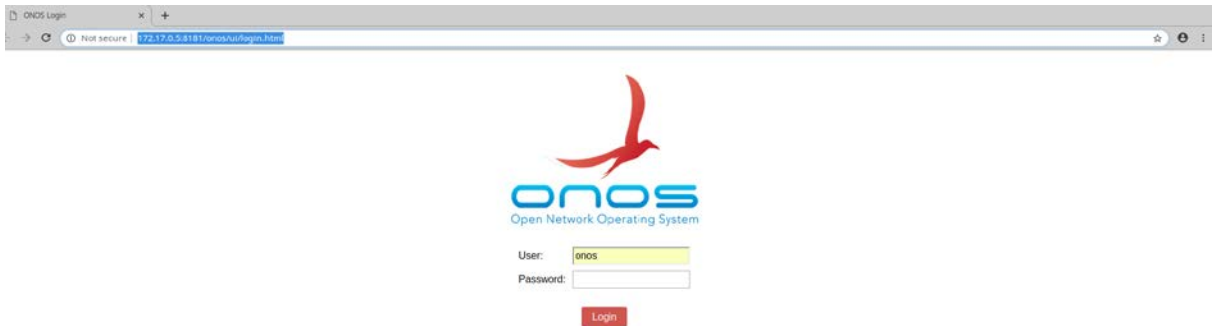 ONOS Login
Not secure | 172.17.0.5:8181/onos/ui/login.html
onos
Open Network Operating System
User: onos
Password:
Login